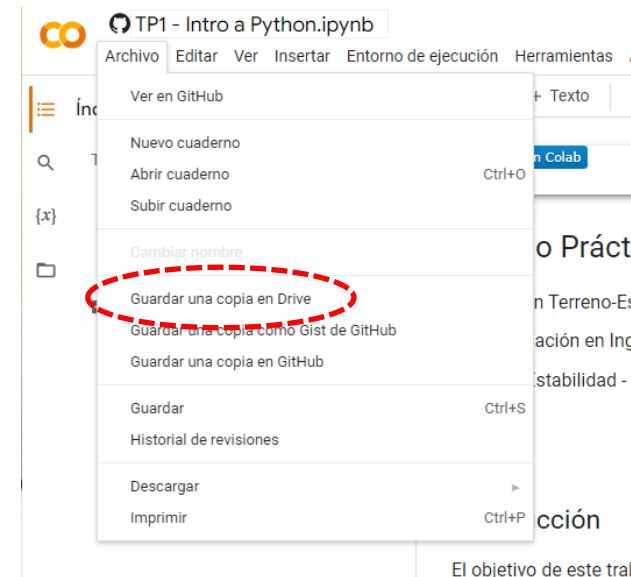 TP1 - Intro a Python.ipynb
Archivo Editar Ver Insertar Entorno de ejecución Herramientas
+ Texto
Ver en GitHub
Nuevo cuaderno
Colab
Abrir cuaderno Ctrl+O
Subir cuaderno
{x}
Cambiar nombre
o Práct
Guardar una copia en Drive
n Terreno-Es
Guardar una copia como Gist de GitHub
ación en Ing
Guardar una copia en GitHub
stabilidad -
Guardar Ctrl+S
Historial de revisiones
Descargar
Imprimir Ctrl+P
cción
El objetivo de este tra